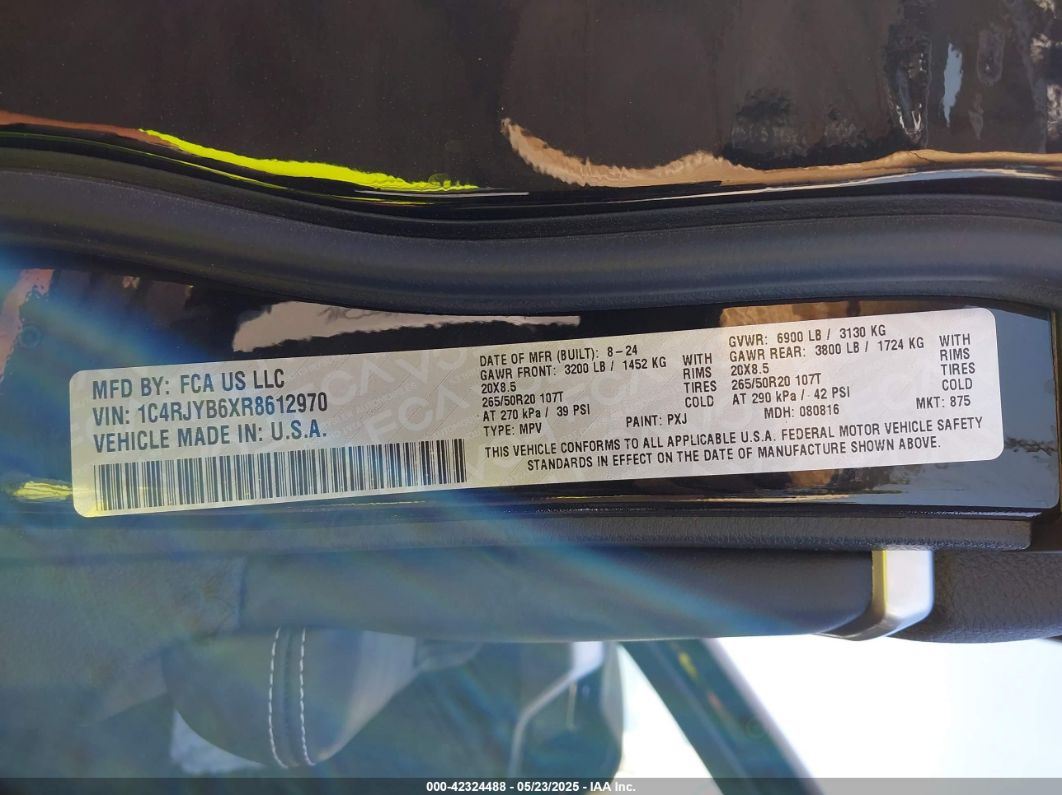 MFD BY: FCA US LLC
VIN: 1C4RJYB6XR8612970
VEHICLE MADE IN: U.S.A.
DATE OF MFR (BUILT): 8-24
GAWR FRONT: 3200 LB / 1452 KG WITH
20X8.5 RIMS
265/50R20 107T TIRES
AT 270 kPa / 39 PSI COLD
TYPE: MPV PAINT: PXJ
GVWR: 6900 LB / 3130 KG
GAWR REAR: 3800 LB / 1724 KG WITH
20X8.5 RIMS
265/50R20 107T TIRES
AT 290 kPa / 42 PSI COLD
MDH: 080816 MKT: 875
THIS VEHICLE CONFORMS TO ALL APPLICABLE U.S.A. FEDERAL MOTOR VEHICLE SAFETY
STANDARDS IN EFFECT ON THE DATE OF MANUFACTURE SHOWN ABOVE.
000-42324488 - 05/23/2025 - IAA Inc.